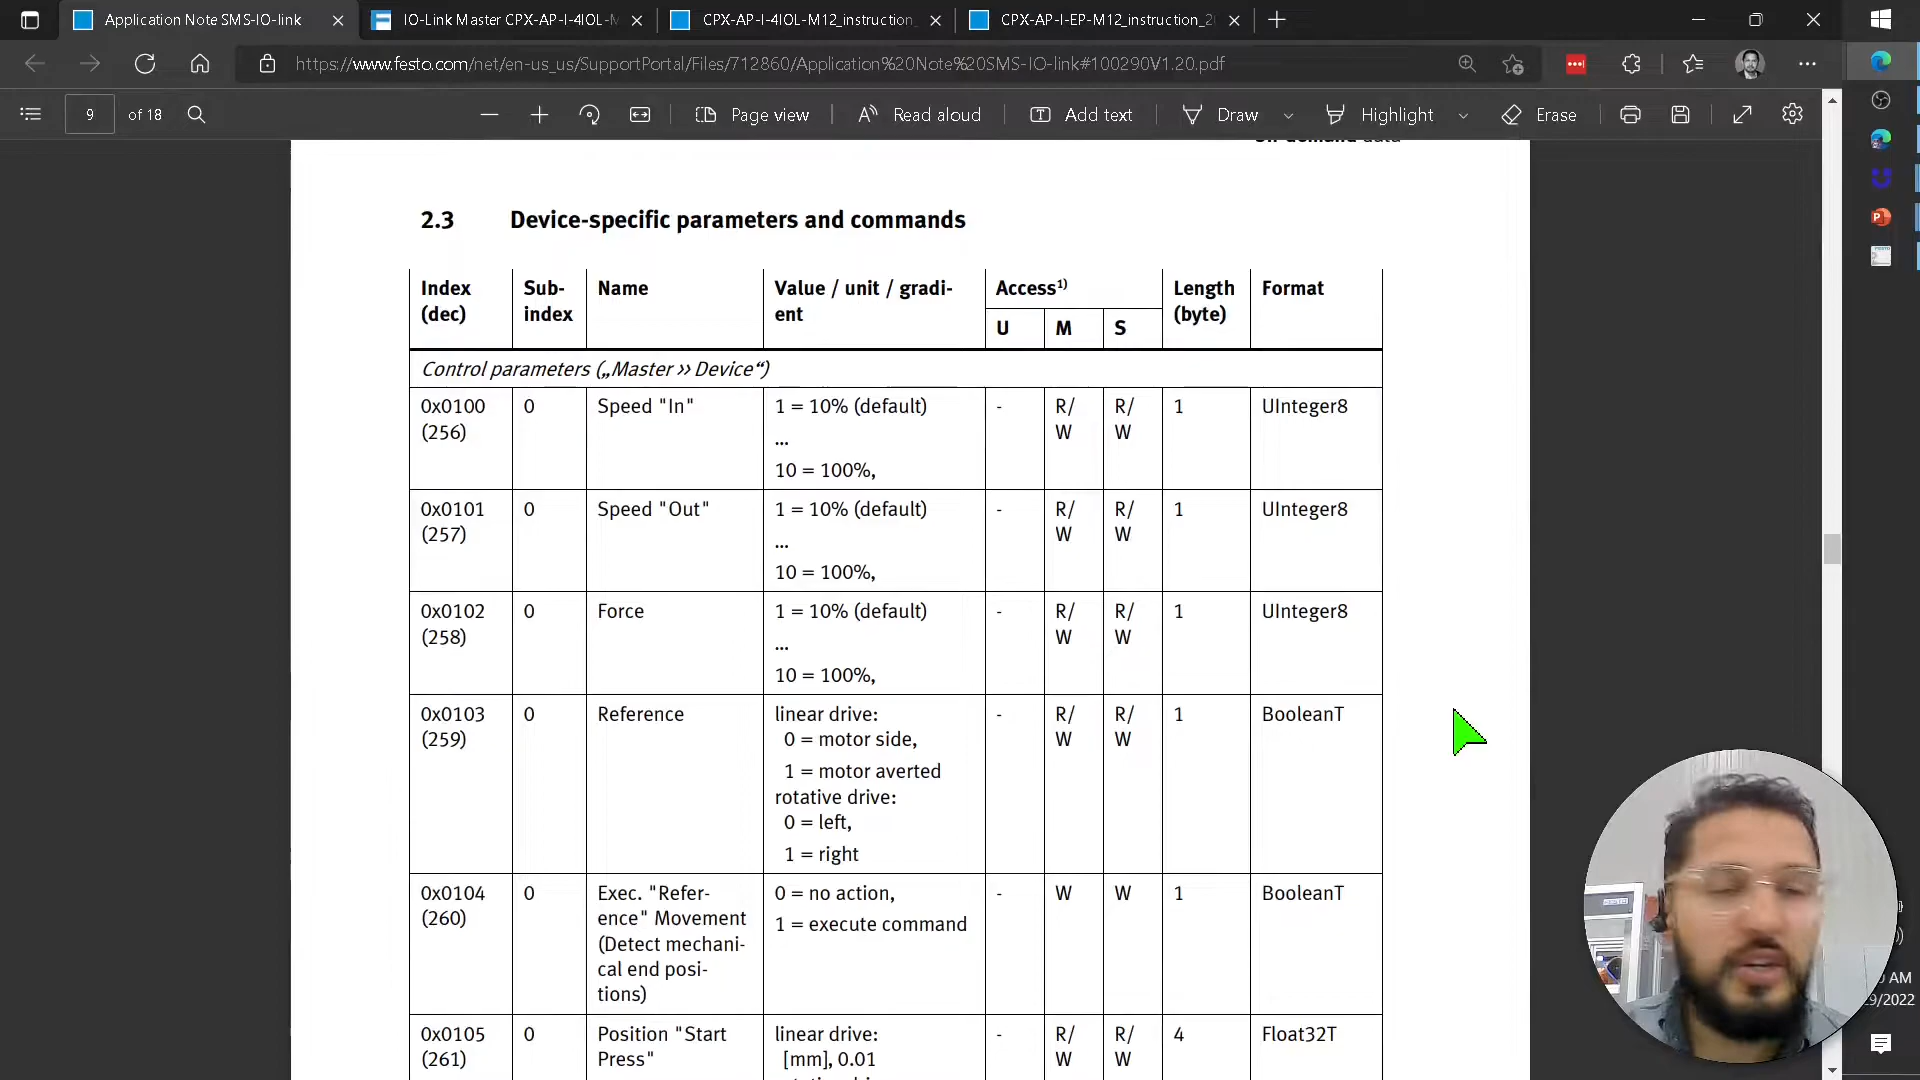 Application Note SMS-IO-link
IO-Link Master CPX-AP-I-4IOL-M
CPX-AP-I-4IOL-M12_instruction_
CPX-AP-I-EP-M12_instruction_2
https://www.festo.com/net/en-us_us/SupportPortal/Files/712860/Application%20Note%20SMS-IO-link#100290V1.20.pdf
9 of 18
Page view
Read aloud
Add text
Draw
Highlight
Erase
On-demand data
2.3 Device-specific parameters and commands
Index (dec)
Sub-index
Name
Value / unit / gradi-
ent
Access1)
U M S
Length (byte)
Format
Control parameters („Master >> Device“)
0x0100 0 Speed "In" 1 = 10% (default) - R/ R/ 1 UInteger8
(256) ... W W
10 = 100%,
0x0101 0 Speed "Out" 1 = 10% (default) - R/ R/ 1 UInteger8
(257) ... W W
10 = 100%,
0x0102 0 Force 1 = 10% (default) - R/ R/ 1 UInteger8
(258) ... W W
10 = 100%,
0x0103 0 Reference linear drive: - R/ R/ 1 BooleanT
(259) 0 = motor side, W W
1 = motor averted
rotative drive:
0 = left,
1 = right
0x0104 0 Exec. "Refer- 0 = no action, - W W 1 BooleanT
(260) ence" Movement 1 = execute command
(Detect mechani-
cal end posi-
tions)
0x0105 0 Position "Start linear drive: - R/ R/ 4 Float32T
(261) Press" [mm], 0.01 W W
AM
9/2022